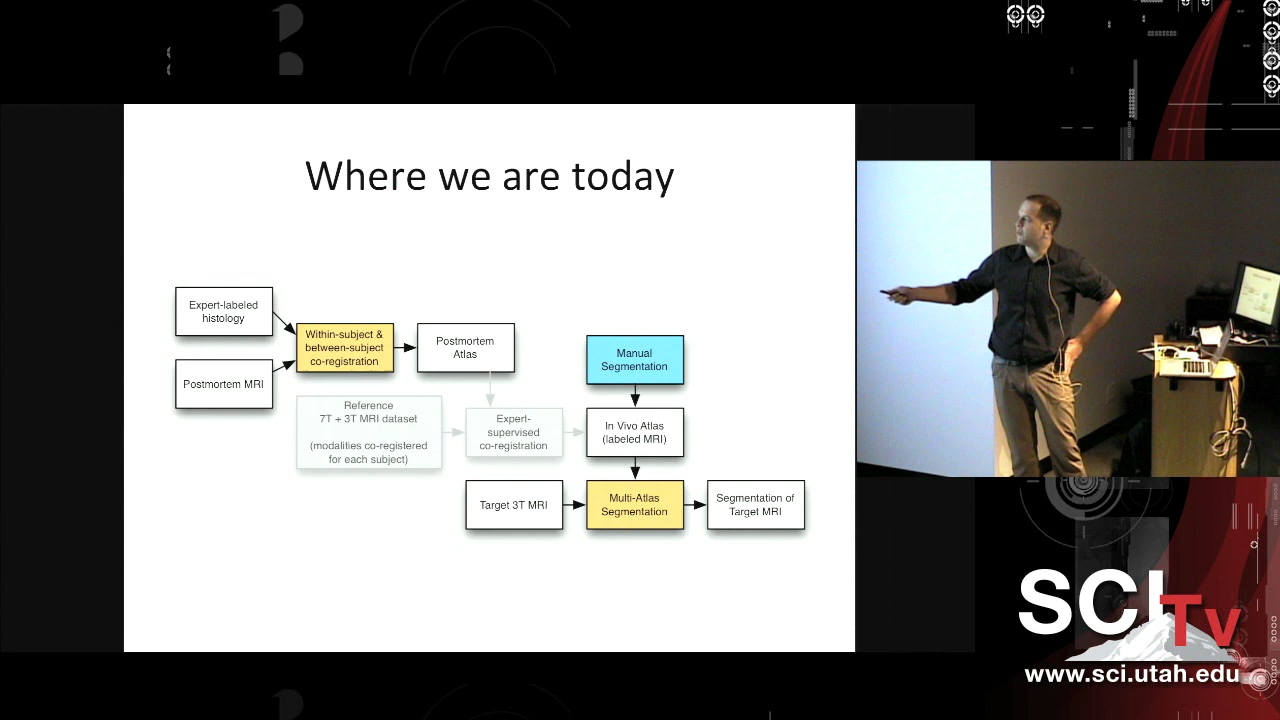 Where we are today
Expert-labeled
histology
Within-subject &
between-subject
co-registration
Postmortem
Atlas
Manual
Segmentation
Postmortem MRI
Reference
7T + 3T MRI dataset
(modalities co-registered
for each subject)
Expert-
supervised
co-registration
In Vivo Atlas
(labeled MRI)
Target 3T MRI
Multi-Atlas
Segmentation
Segmentation of
Target MRI
SCI
TV
www.sci.utah.edu